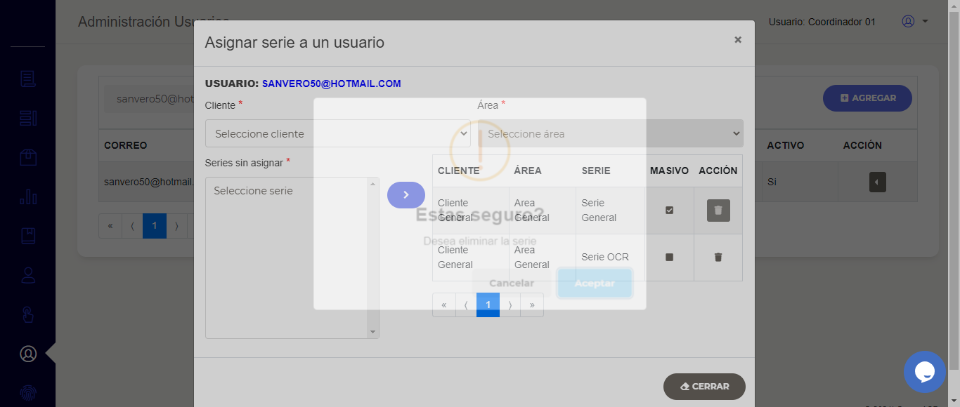 Administración Usuarios
Usuario: Coordinador 01
Asignar serie a un usuario
×
USUARIO: SANVERO50@HOTMAIL.COM
Cliente *
Área *
sanvero50@hot
AGREGAR
Seleccione cliente
Seleccione área
CORREO
ACTIVO
ACCIÓN
Series sin asignar *
Seleccione serie
CLIENTE
ÁREA
SERIE
MASIVO
ACCIÓN
sanvero50@hotmail.
Si
Cliente General
Area General
Serie General
Estas seguro?
Desea eliminar la serie
Cliente General
Area General
Serie OCR
Cancelar
Aceptar
« ⟨ 1
« ⟨ 1 ⟩ »
CERRAR